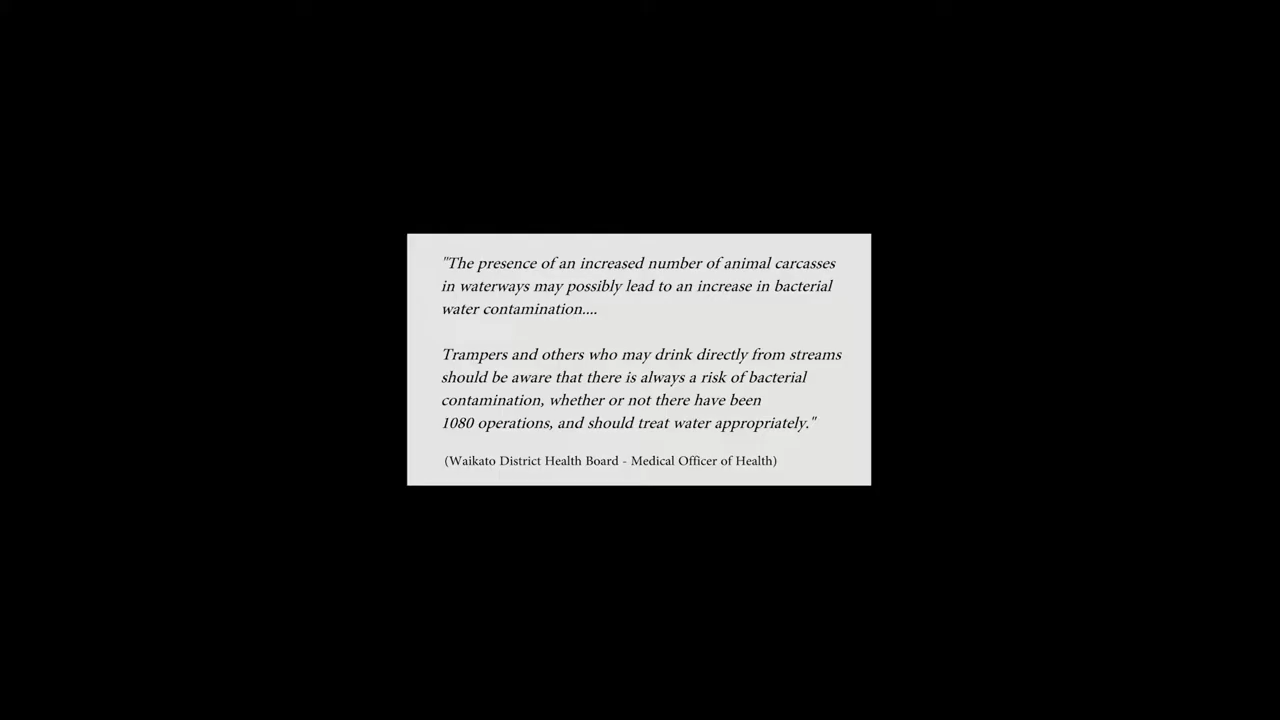 "The presence of an increased number of animal carcasses
in waterways may possibly lead to an increase in bacterial
water contamination....
Trampers and others who may drink directly from streams
should be aware that there is always a risk of bacterial
contamination, whether or not there have been
1080 operations, and should treat water appropriately."
(Waikato District Health Board - Medical Officer of Health)